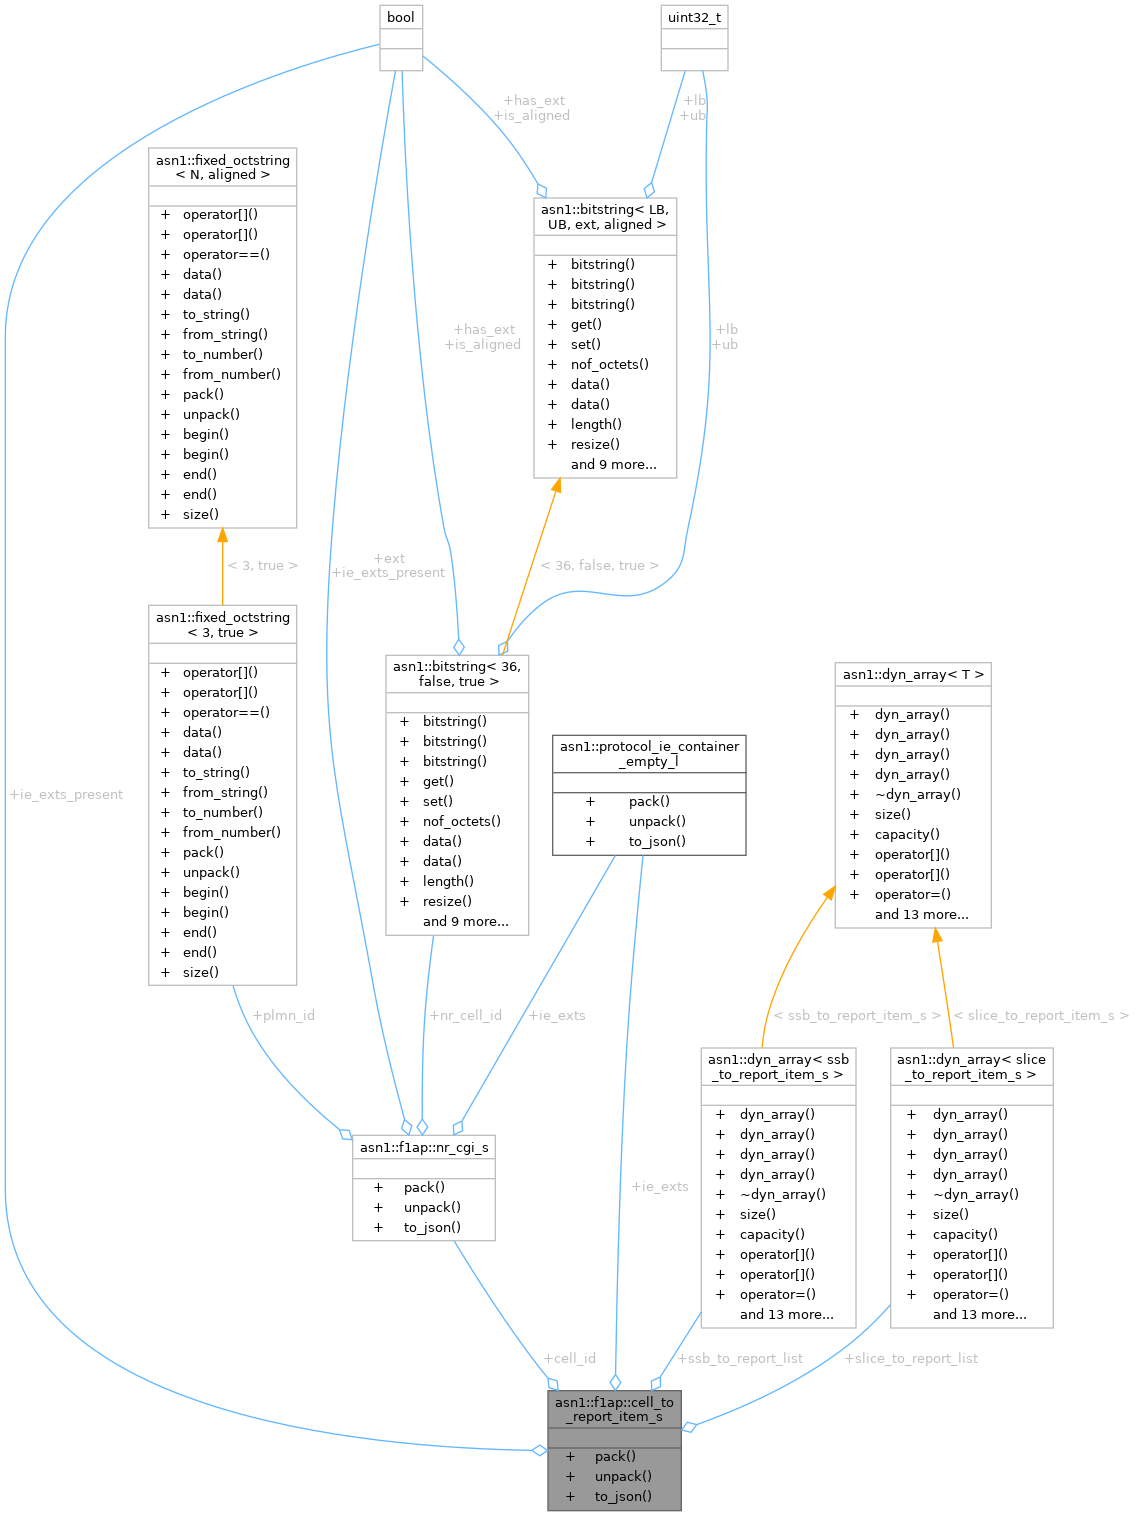 bool
uint32_t
+has_ext
+is_aligned
+lb
+ub
asn1::fixed_octstring
< N, aligned >
+ operator[]()
+ operator[]()
+ operator==()
+ data()
+ data()
+ to_string()
+ from_string()
+ to_number()
+ from_number()
+ pack()
+ unpack()
+ begin()
+ begin()
+ end()
+ end()
+ size()
asn1::bitstring< LB,
UB, ext, aligned >
+ bitstring()
+ bitstring()
+ bitstring()
+ get()
+ set()
+ nof_octets()
+ data()
+ data()
+ length()
+ resize()
and 9 more...
+has_ext
+is_aligned
+lb
+ub
+ext
+ie_exts_present
< 3, true >
< 36, false, true >
asn1::fixed_octstring
< 3, true >
+ operator[]()
+ operator[]()
+ operator==()
+ data()
+ data()
+ to_string()
+ from_string()
+ to_number()
+ from_number()
+ pack()
+ unpack()
+ begin()
+ begin()
+ end()
+ end()
+ size()
asn1::bitstring< 36,
false, true >
+ bitstring()
+ bitstring()
+ bitstring()
+ get()
+ set()
+ nof_octets()
+ data()
+ data()
+ length()
+ resize()
and 9 more...
asn1::protocol_ie_container
_empty_l
+ pack()
+ unpack()
+ to_json()
asn1::dyn_array< T >
+ dyn_array()
+ dyn_array()
+ dyn_array()
+ dyn_array()
+ ~dyn_array()
+ size()
+ capacity()
+ operator[]()
+ operator[]()
+ operator=()
and 13 more...
+ie_exts_present
+plmn_id
+nr_cell_id
+ie_exts
< ssb_to_report_item_s >
< slice_to_report_item_s >
asn1::f1ap::nr_cgi_s
+ pack()
+ unpack()
+ to_json()
+ie_exts
asn1::dyn_array< ssb
_to_report_item_s >
+ dyn_array()
+ dyn_array()
+ dyn_array()
+ dyn_array()
+ ~dyn_array()
+ size()
+ capacity()
+ operator[]()
+ operator[]()
+ operator=()
and 13 more...
asn1::dyn_array< slice
_to_report_item_s >
+ dyn_array()
+ dyn_array()
+ dyn_array()
+ dyn_array()
+ ~dyn_array()
+ size()
+ capacity()
+ operator[]()
+ operator[]()
+ operator=()
and 13 more...
+cell_id
+ssb_to_report_list
+slice_to_report_list
asn1::f1ap::cell_to
_report_item_s
+ pack()
+ unpack()
+ to_json()